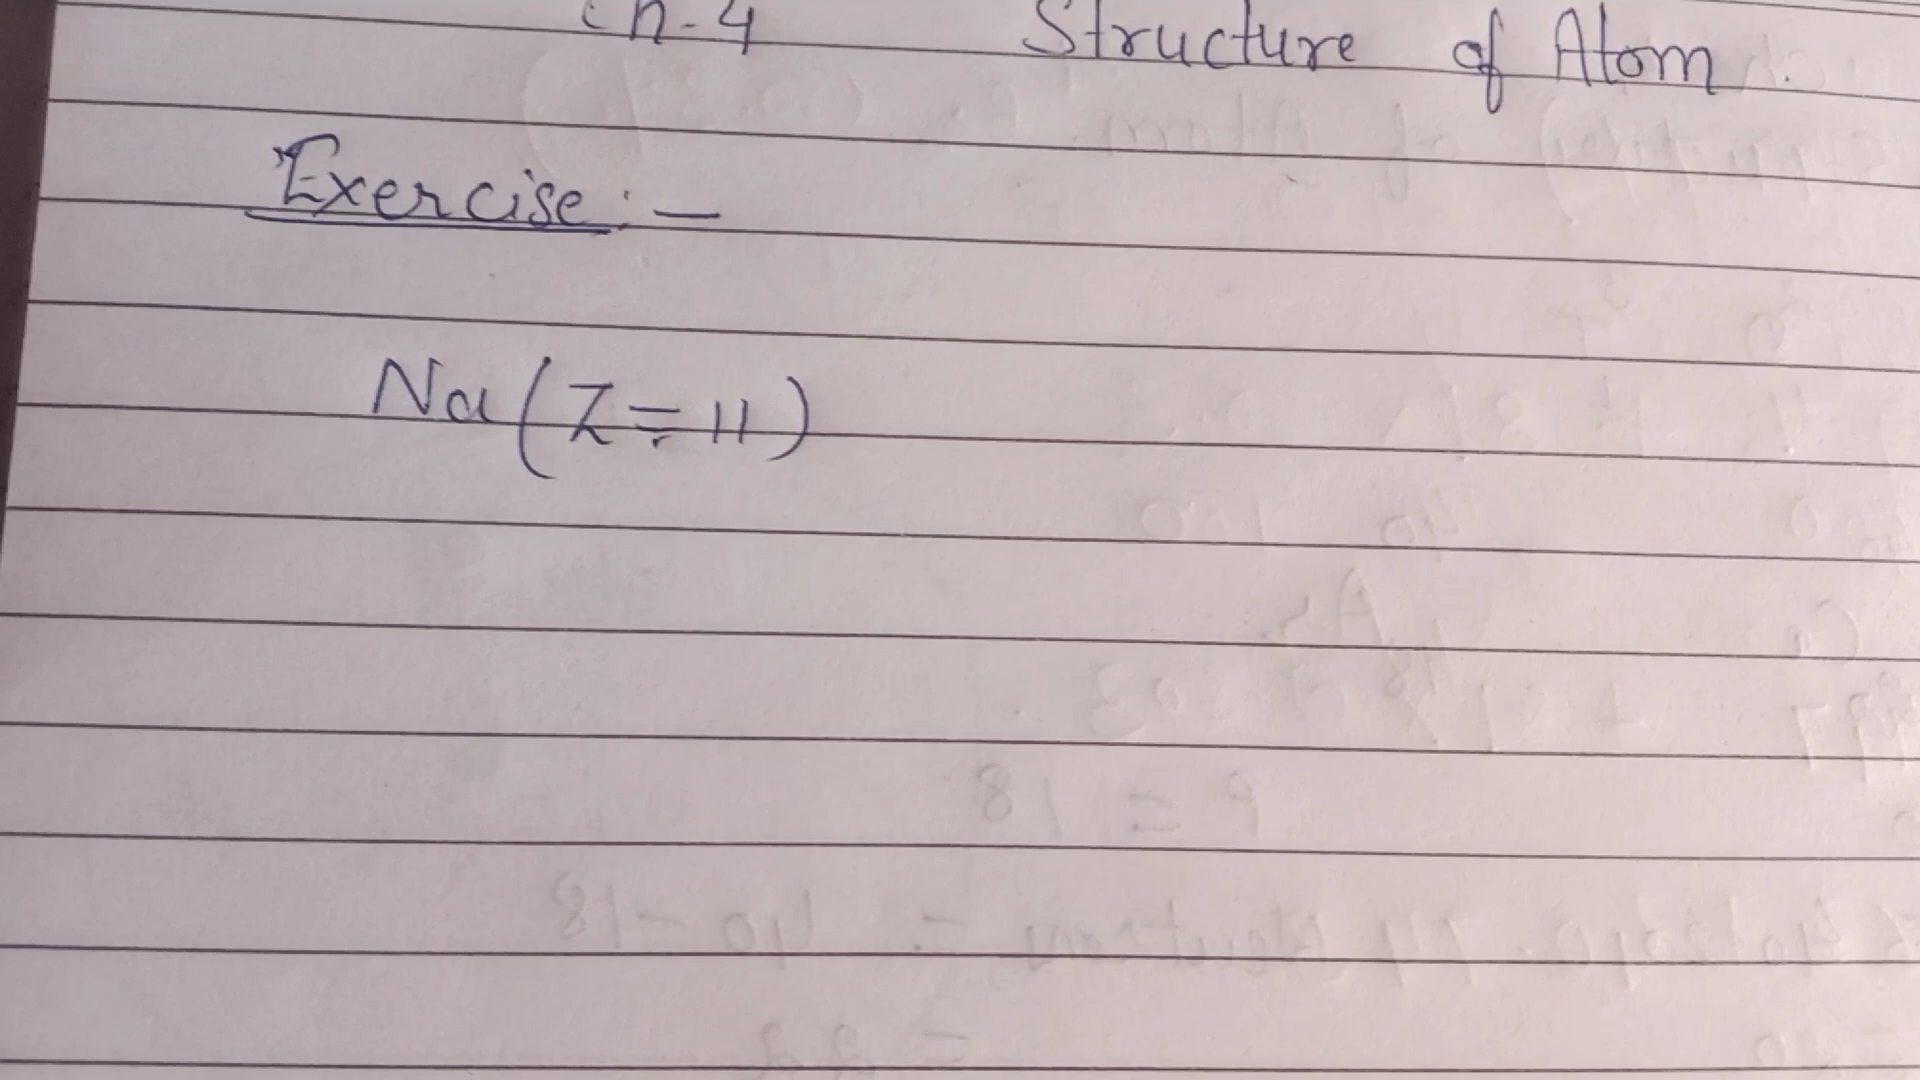 Ch-4 Structure of Atom
Exercise:-
Na(Z=11)